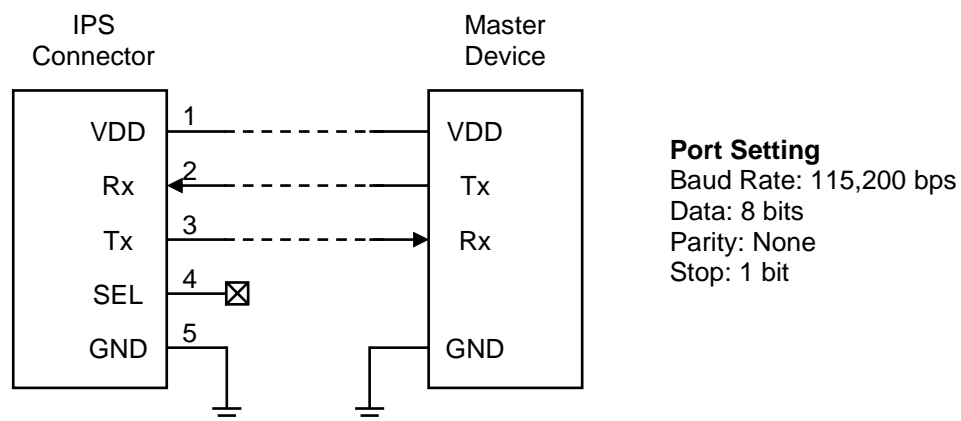 IPS
Connector
Master
Device
VDD
1
VDD
Rx
2
Tx
Tx
3
Rx
SEL
4
GND
5
GND
Port Setting
Baud Rate: 115,200 bps
Data: 8 bits
Parity: None
Stop: 1 bit